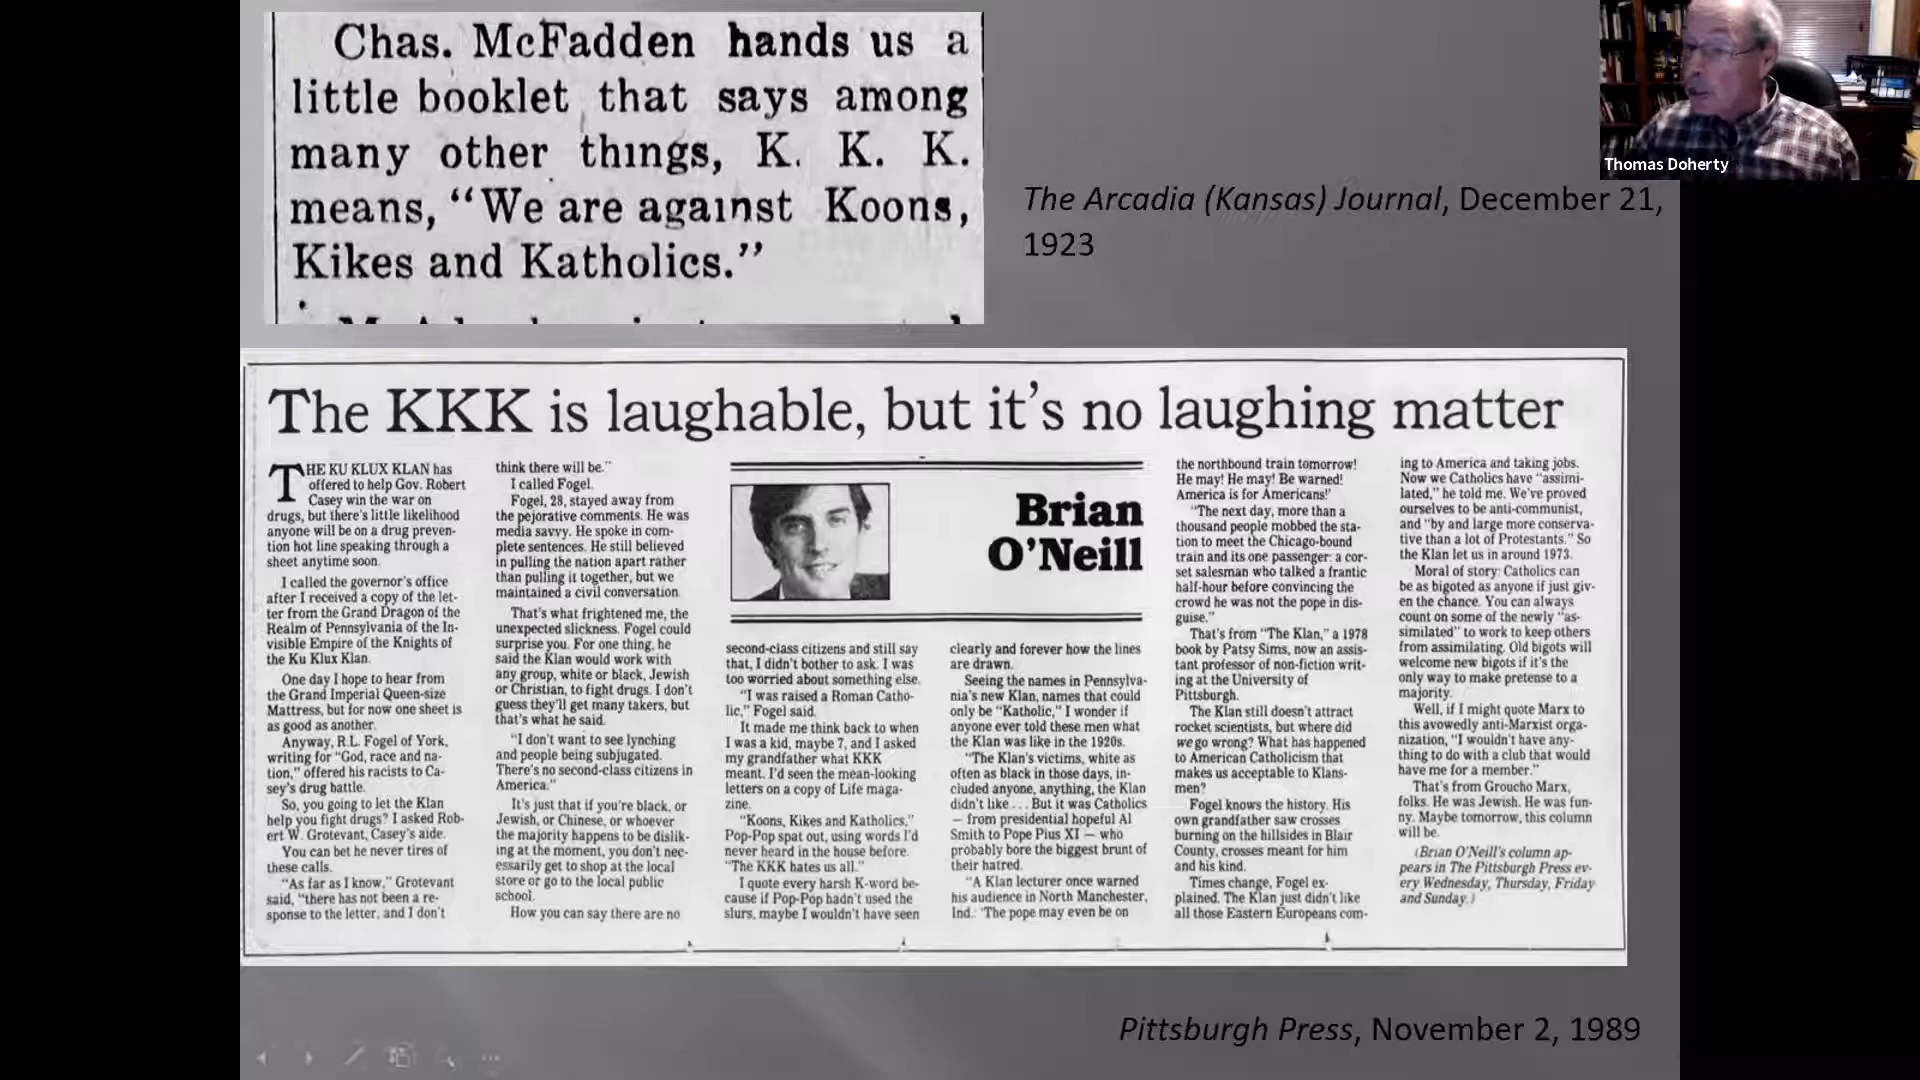 Chas. McFadden hands us a
little booklet that says among
many other things, K. K. K.
means, “We are against Koons,
Kikes and Katholics.”
Thomas Doherty
The Arcadia (Kansas) Journal, December 21,
1923
The KKK is laughable, but it’s no laughing matter
THE KU KLUX KLAN has
offered to help Gov. Robert
Casey win the war on
drugs, but there’s little likelihood
anyone will be on a drug preven-
tion hot line speaking through a
sheet anytime soon.
I called the governor’s office
after I received a copy of the let-
ter from the Grand Dragon of the
Realm of Pennsylvania of the In-
visible Empire of the Knights of
the Ku Klux Klan.
One day I hope to hear from
the Grand Imperial Queen-size
Mattress, but for now one sheet is
as good as another.
Anyway, R.L. Fogel of York,
writing for “God, race and na-
tion,” offered his racists to Ca-
sey’s drug battle.
So, you going to let the Klan
help you fight drugs? I asked Rob-
ert W. Grotevant, Casey’s aide.
You can bet he never tires of
these calls.
“As far as I know,” Grotevant
said, “there has not been a re-
sponse to the letter, and I don’t
think there will be.”
I called Fogel.
Fogel, 28, stayed away from
the pejorative comments. He was
media savvy. He spoke in com-
plete sentences. He still believed
in pulling the nation apart rather
than pulling it together, but we
maintained a civil conversation.
That’s what frightened me, the
unexpected slickness. Fogel could
surprise you. For one thing, he
said the Klan would work with
any group, white or black, Jewish
or Christian, to fight drugs. I don’t
guess they’ll get many takers, but
that’s what he said.
“I don’t want to see lynching
and people being subjugated.
There’s no second-class citizens in
America.”
It’s just that if you’re black, or
Jewish, or Chinese, or whoever
the majority happens to be dislik-
ing at the moment, you don’t nec-
essarily get to shop at the local
store or go to the local public
school.
How you can say there are no
Brian
O’Neill
second-class citizens and still say
that, I didn’t bother to ask. I was
too worried about something else.
“I was raised a Roman Catho-
lic,” Fogel said.
It made me think back to when
I was a kid, maybe 7, and I asked
my grandfather what KKK
meant. I’d seen the mean-looking
letters on a copy of Life maga-
zine.
“Koons, Kikes and Katholics,”
Pop-Pop spat out, using words I’d
never heard in the house before.
“The KKK hates us all.”
I quote every harsh K-word be-
cause if Pop-Pop hadn’t used the
slurs, maybe I wouldn’t have seen
clearly and forever how the lines
are drawn.
Seeing the names in Pennsylva-
nia’s new Klan, names that could
only be “Katholic,” I wonder if
anyone ever told these men what
the Klan was like in the 1920s.
“The Klan’s victims, white as
often as black in those days, in-
cluded anyone, anything, the Klan
didn’t like . . . But it was Catholics
— from presidential hopeful Al
Smith to Pope Pius XI — who
probably bore the biggest brunt of
their hatred.
“A Klan lecturer once warned
his audience in North Manchester,
Ind.: ‘The pope may even be on
the northbound train tomorrow!
He may! He may! Be warned!
America is for Americans!’
“The next day, more than a
thousand people mobbed the sta-
tion to meet the Chicago-bound
train and its one passenger: a cor-
set salesman who talked a frantic
half-hour before convincing the
crowd he was not the pope in dis-
guise.”
That’s from “The Klan,” a 1978
book by Patsy Sims, now an assis-
tant professor of non-fiction writ-
ing at the University of
Pittsburgh.
The Klan still doesn’t attract
rocket scientists, but where did
we go wrong? What has happened
to American Catholicism that
makes us acceptable to Klans-
men?
Fogel knows the history. His
own grandfather saw crosses
burning on the hillsides in Blair
County, crosses meant for him
and his kind.
Times change, Fogel ex-
plained. The Klan just didn’t like
all those Eastern Europeans com-
ing to America and taking jobs.
Now we Catholics have “assimi-
lated,” he told me. We’ve proved
ourselves to be anti-communist,
and “by and large more conserva-
tive than a lot of Protestants.” So
the Klan let us in around 1973.
Moral of story: Catholics can
be as bigoted as anyone if just giv-
en the chance. You can always
count on some of the newly “as-
similated” to work to keep others
from assimilating. Old bigots will
welcome new bigots if it’s the
only way to make pretense to a
majority.
Well, if I might quote Marx to
this avowedly anti-Marxist orga-
nization, “I wouldn’t have any-
thing to do with a club that would
have me for a member.”
That’s from Groucho Marx,
folks. He was Jewish. He was fun-
ny. Maybe tomorrow, this column
will be.
(Brian O’Neill’s column ap-
pears in The Pittsburgh Press ev-
ery Wednesday, Thursday, Friday
and Sunday.)
Pittsburgh Press, November 2, 1989